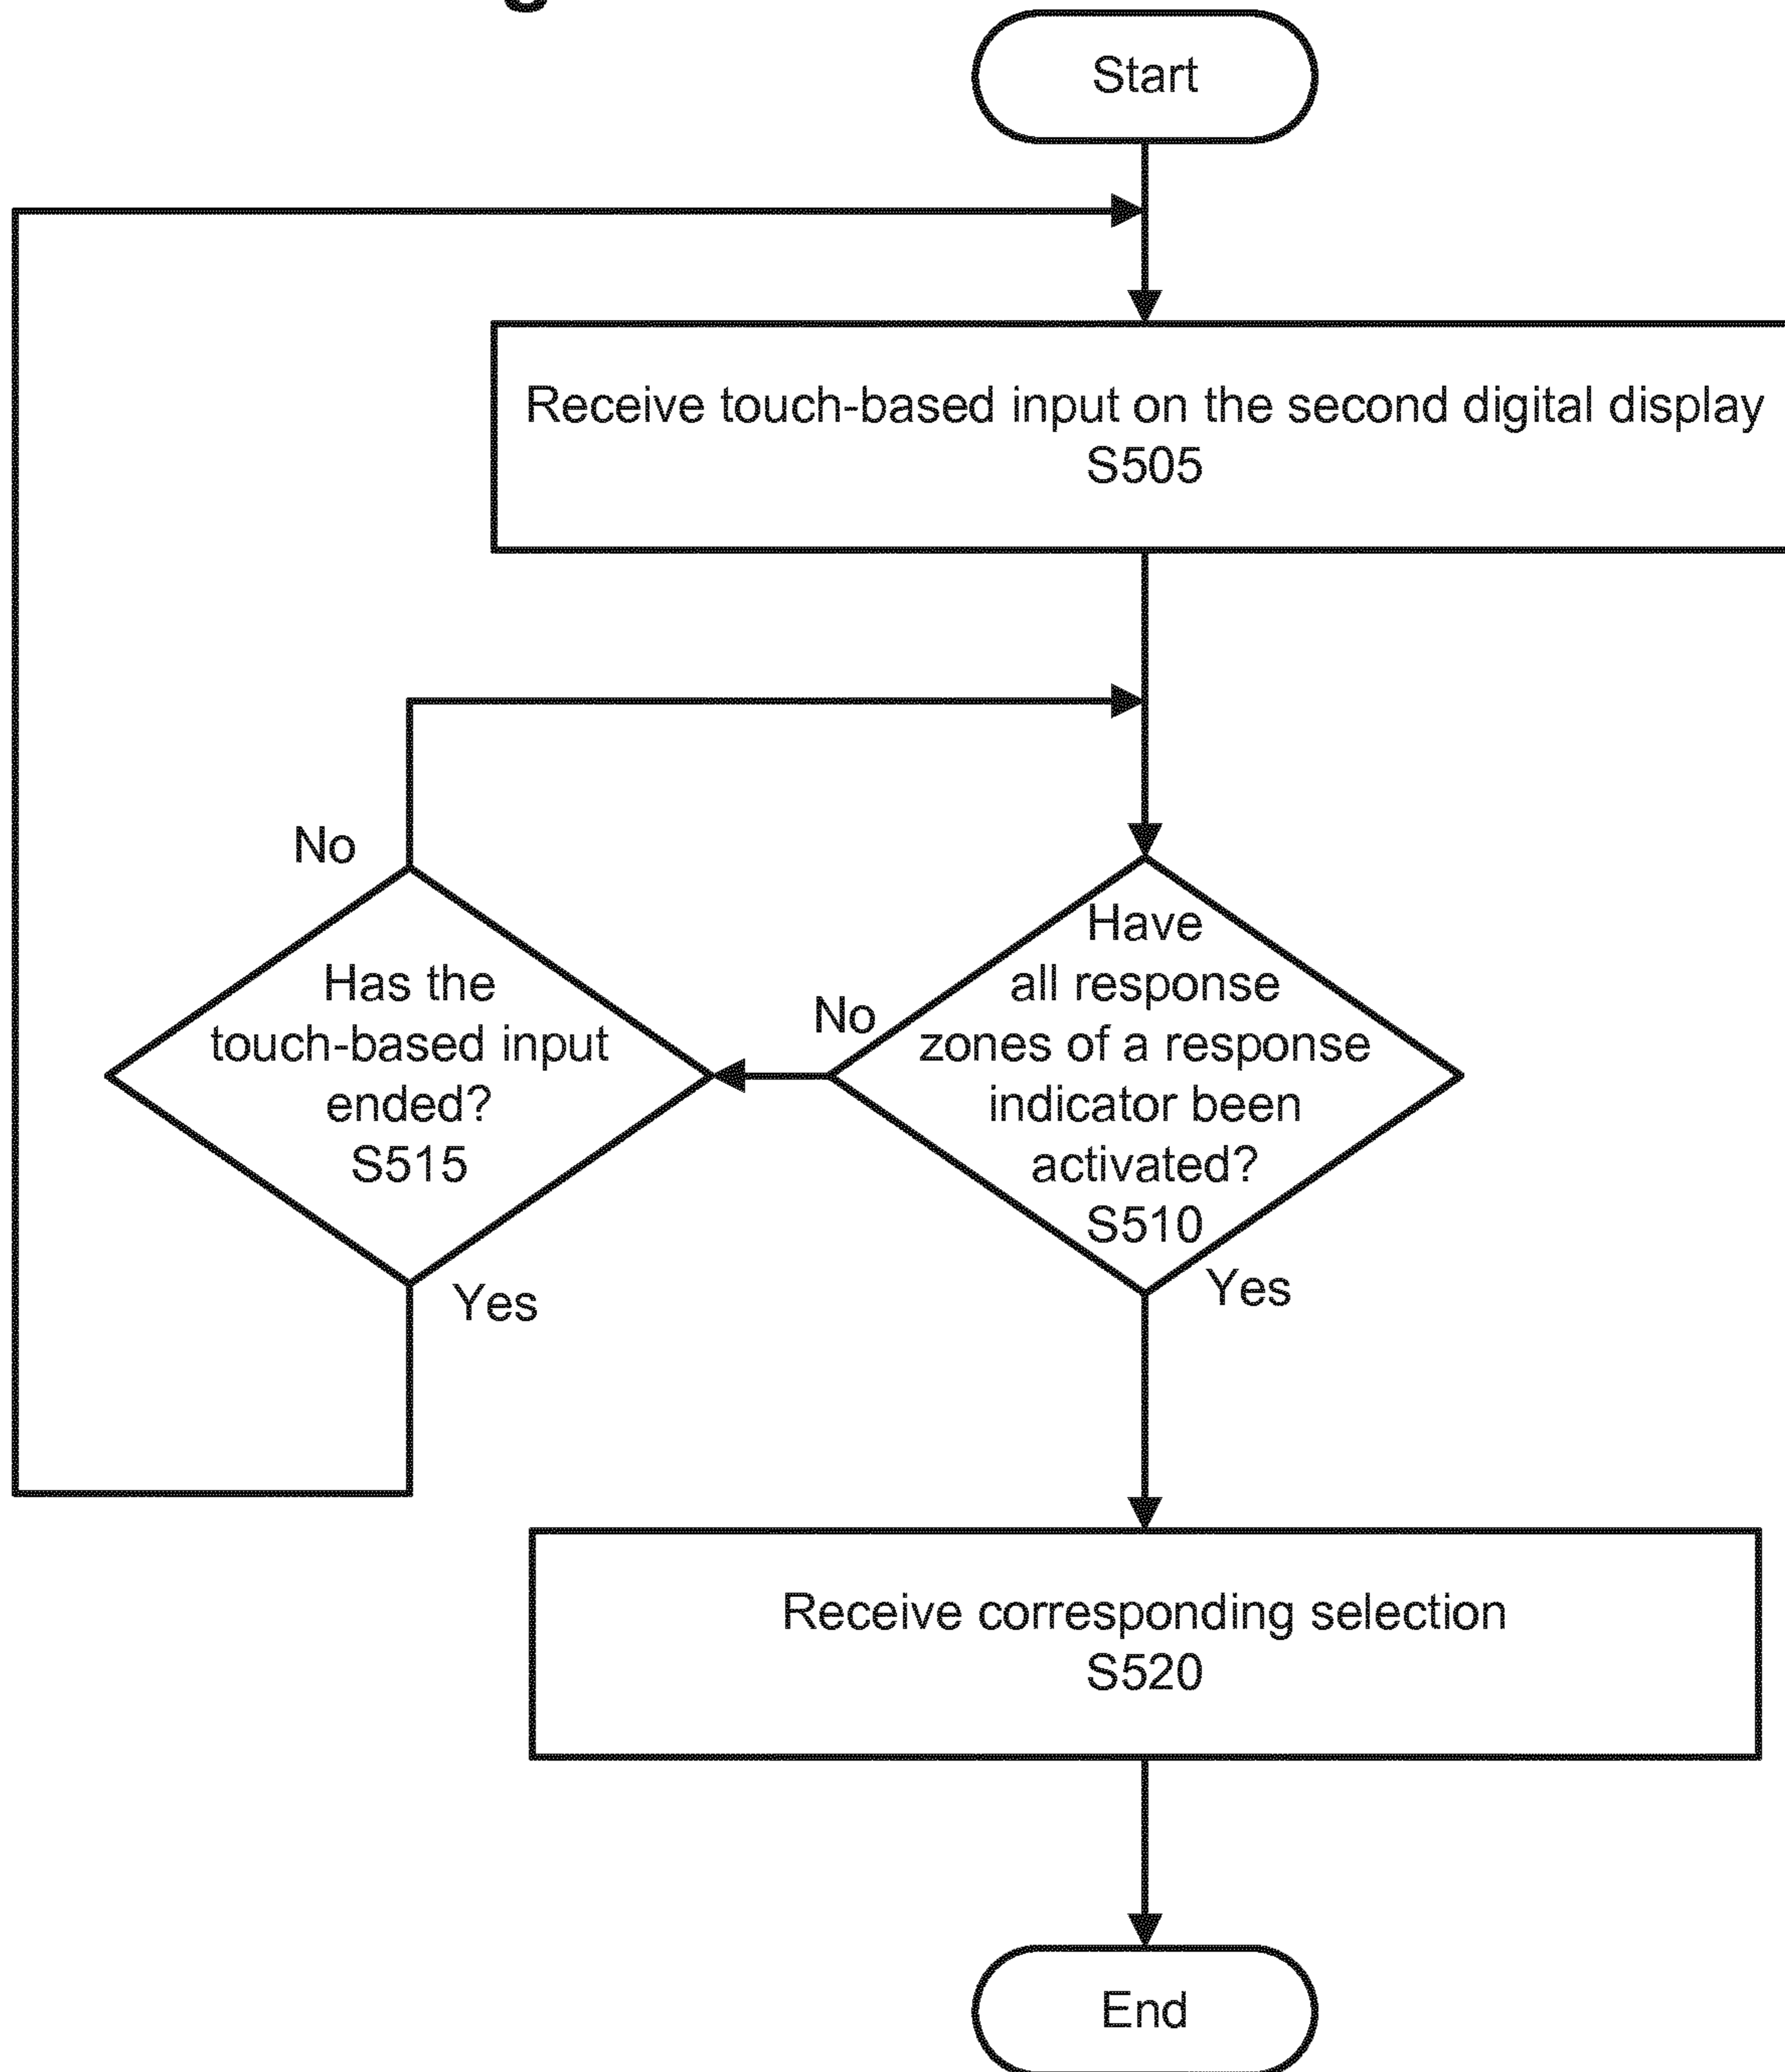 Start
Receive touch-based input on the second digital display
S505
No
Has the
touch-based input
ended?
S515
Yes
No
Have
all response
zones of a response
indicator been
activated?
S510
Yes
Receive corresponding selection
S520
End